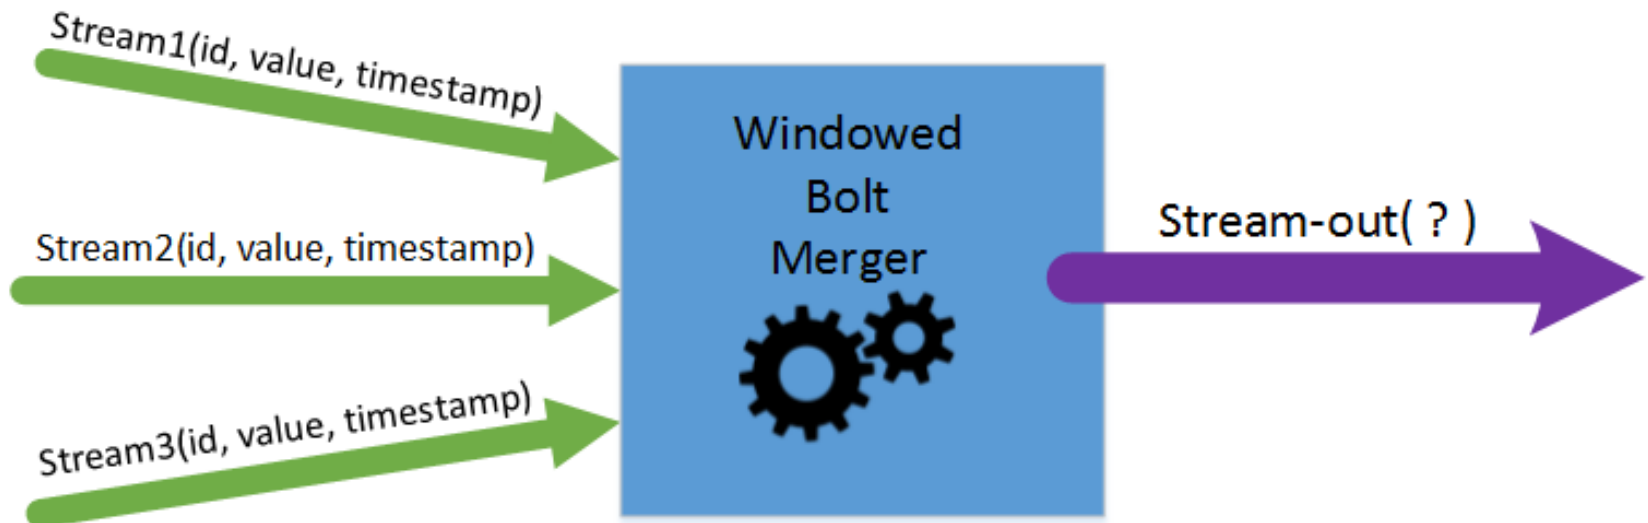 Stream1(id, value, timestamp)
Stream2(id, value, timestamp)
Stream3(id, value, timestamp)
Windowed
Bolt
Merger
Stream-out( ? )